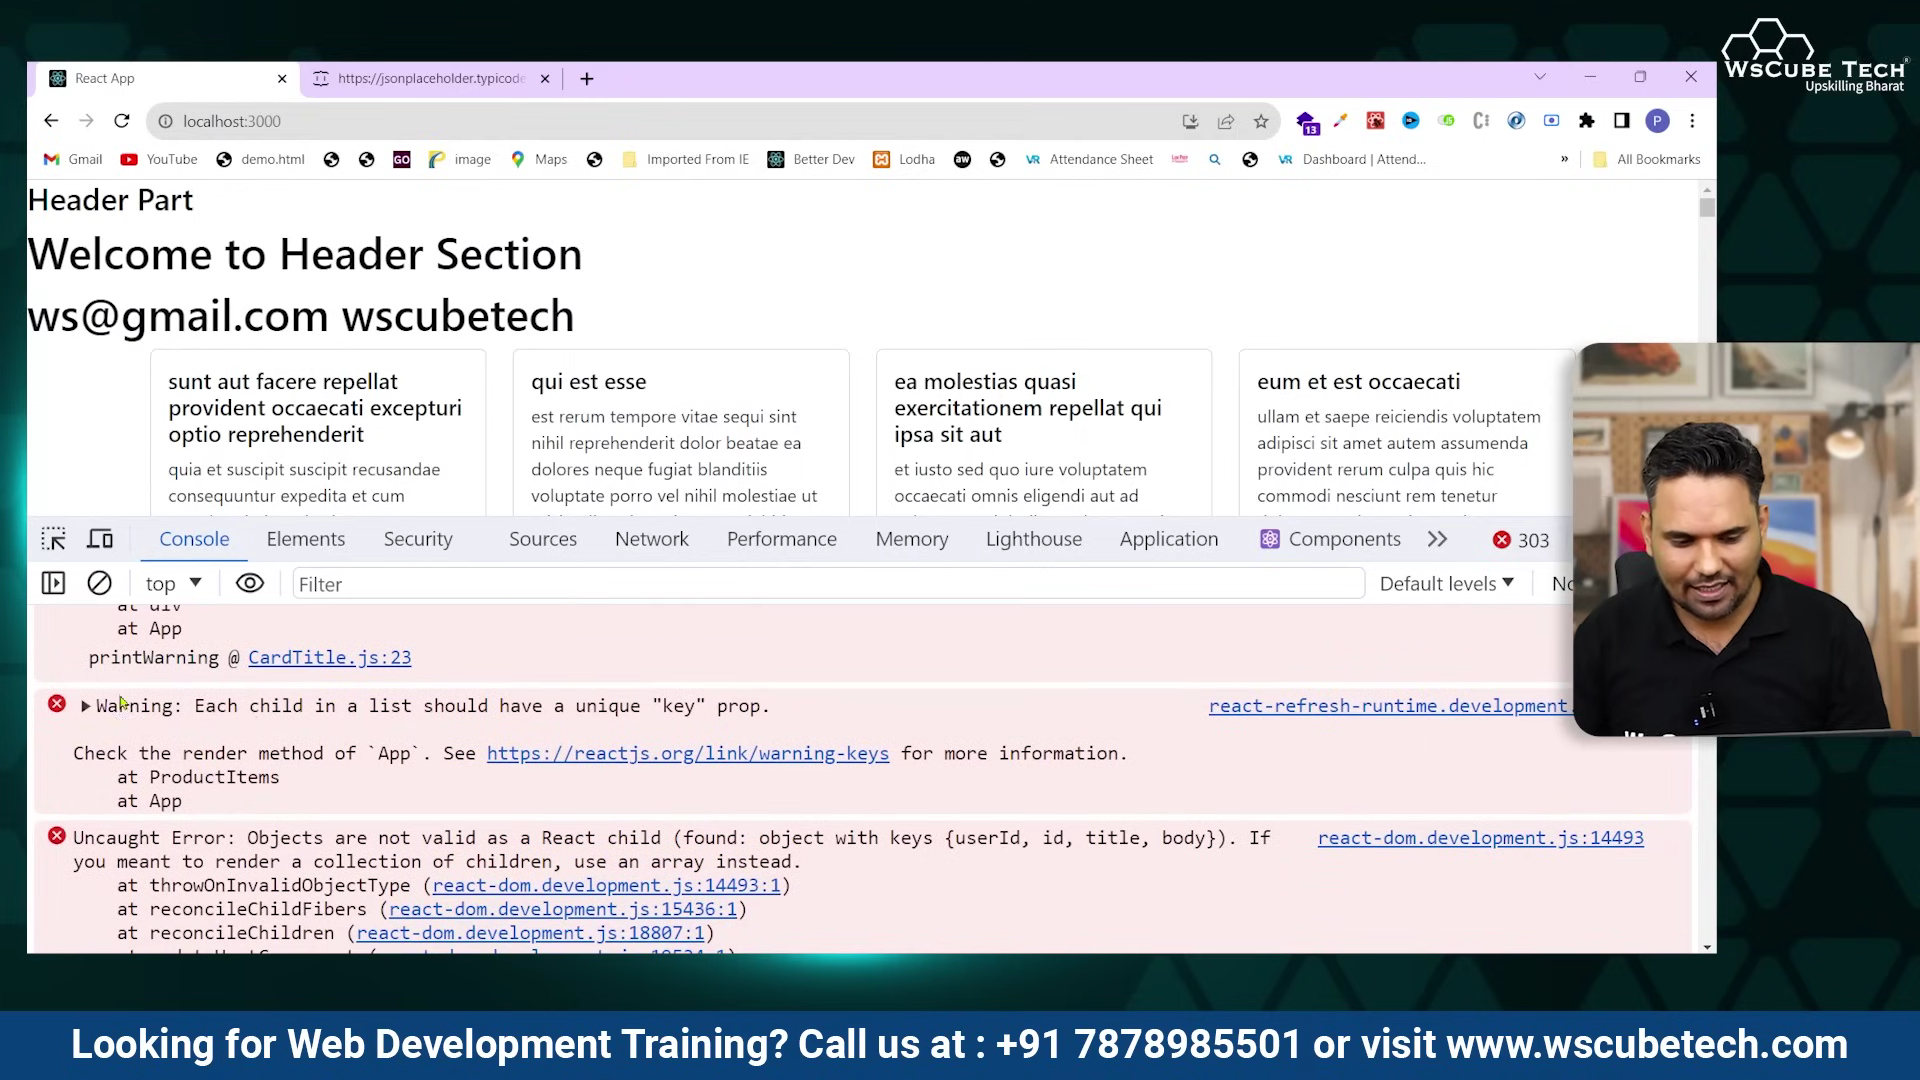 WsCube Tech®
Upskilling Bharat
React App
https://jsonplaceholder.typicode
localhost:3000
13
P
Gmail
YouTube
demo.html
GO
image
Maps
Imported From IE
Better Dev
Lodha
aw
VR
Attendance Sheet
VR
Dashboard | Attend...
»
All Bookmarks
Header Part
Welcome to Header Section
ws@gmail.com wscubetech
sunt aut facere repellat
provident occaecati excepturi
optio reprehenderit
quia et suscipit suscipit recusandae
consequuntur expedita et cum
qui est esse
est rerum tempore vitae sequi sint
nihil reprehenderit dolor beatae ea
dolores neque fugiat blanditiis
voluptate porro vel nihil molestiae ut
ea molestias quasi
exercitationem repellat qui
ipsa sit aut
et iusto sed quo iure voluptatem
occaecati omnis eligendi aut ad
eum et est occaecati
ullam et saepe reiciendis voluptatem
adipisci sit amet autem assumenda
provident rerum culpa quis hic
commodi nesciunt rem tenetur
Console
Elements
Security
Sources
Network
Performance
Memory
Lighthouse
Application
Components
303
top
Filter
Default levels
No
at div
at App
printWarning @ CardTitle.js:23
Warning: Each child in a list should have a unique "key" prop.
react-refresh-runtime.development.
Check the render method of `App`. See https://reactjs.org/link/warning-keys for more information.
at ProductItems
at App
Uncaught Error: Objects are not valid as a React child (found: object with keys {userId, id, title, body}). If
react-dom.development.js:14493
you meant to render a collection of children, use an array instead.
at throwOnInvalidObjectType (react-dom.development.js:14493:1)
at reconcileChildFibers (react-dom.development.js:15436:1)
at reconcileChildren (react-dom.development.js:18807:1)
Looking for Web Development Training? Call us at : +91 7878985501 or visit www.wscubetech.com